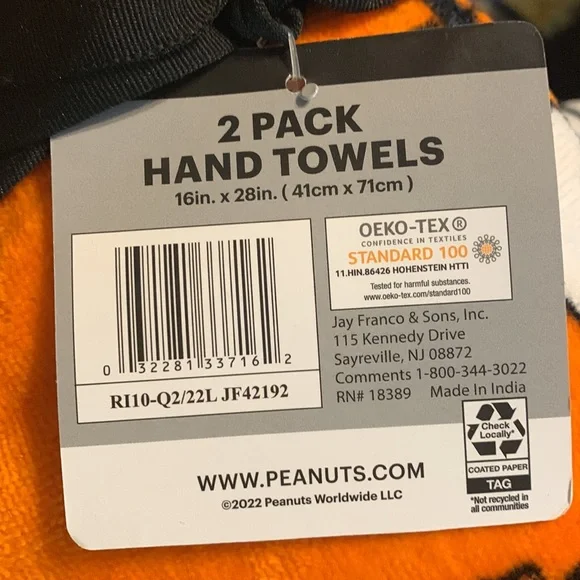 2 PACK
HAND TOWELS
16in. x 28in. ( 41cm x 71cm )
0 32281 33716 2
RI10-Q2/22L JF42192
OEKO-TEX®
CONFIDENCE IN TEXTILES
STANDARD 100
11.HIN.86426 HOHENSTEIN HTTI
Tested for harmful substances.
www.oeko-tex.com/standard100
Jay Franco & Sons, Inc.
115 Kennedy Drive
Sayreville, NJ 08872
Comments 1-800-344-3022
RN# 18389 Made In India
Check
Locally*
COATED PAPER
TAG
*Not recycled in
all communities
WWW.PEANUTS.COM
©2022 Peanuts Worldwide LLC